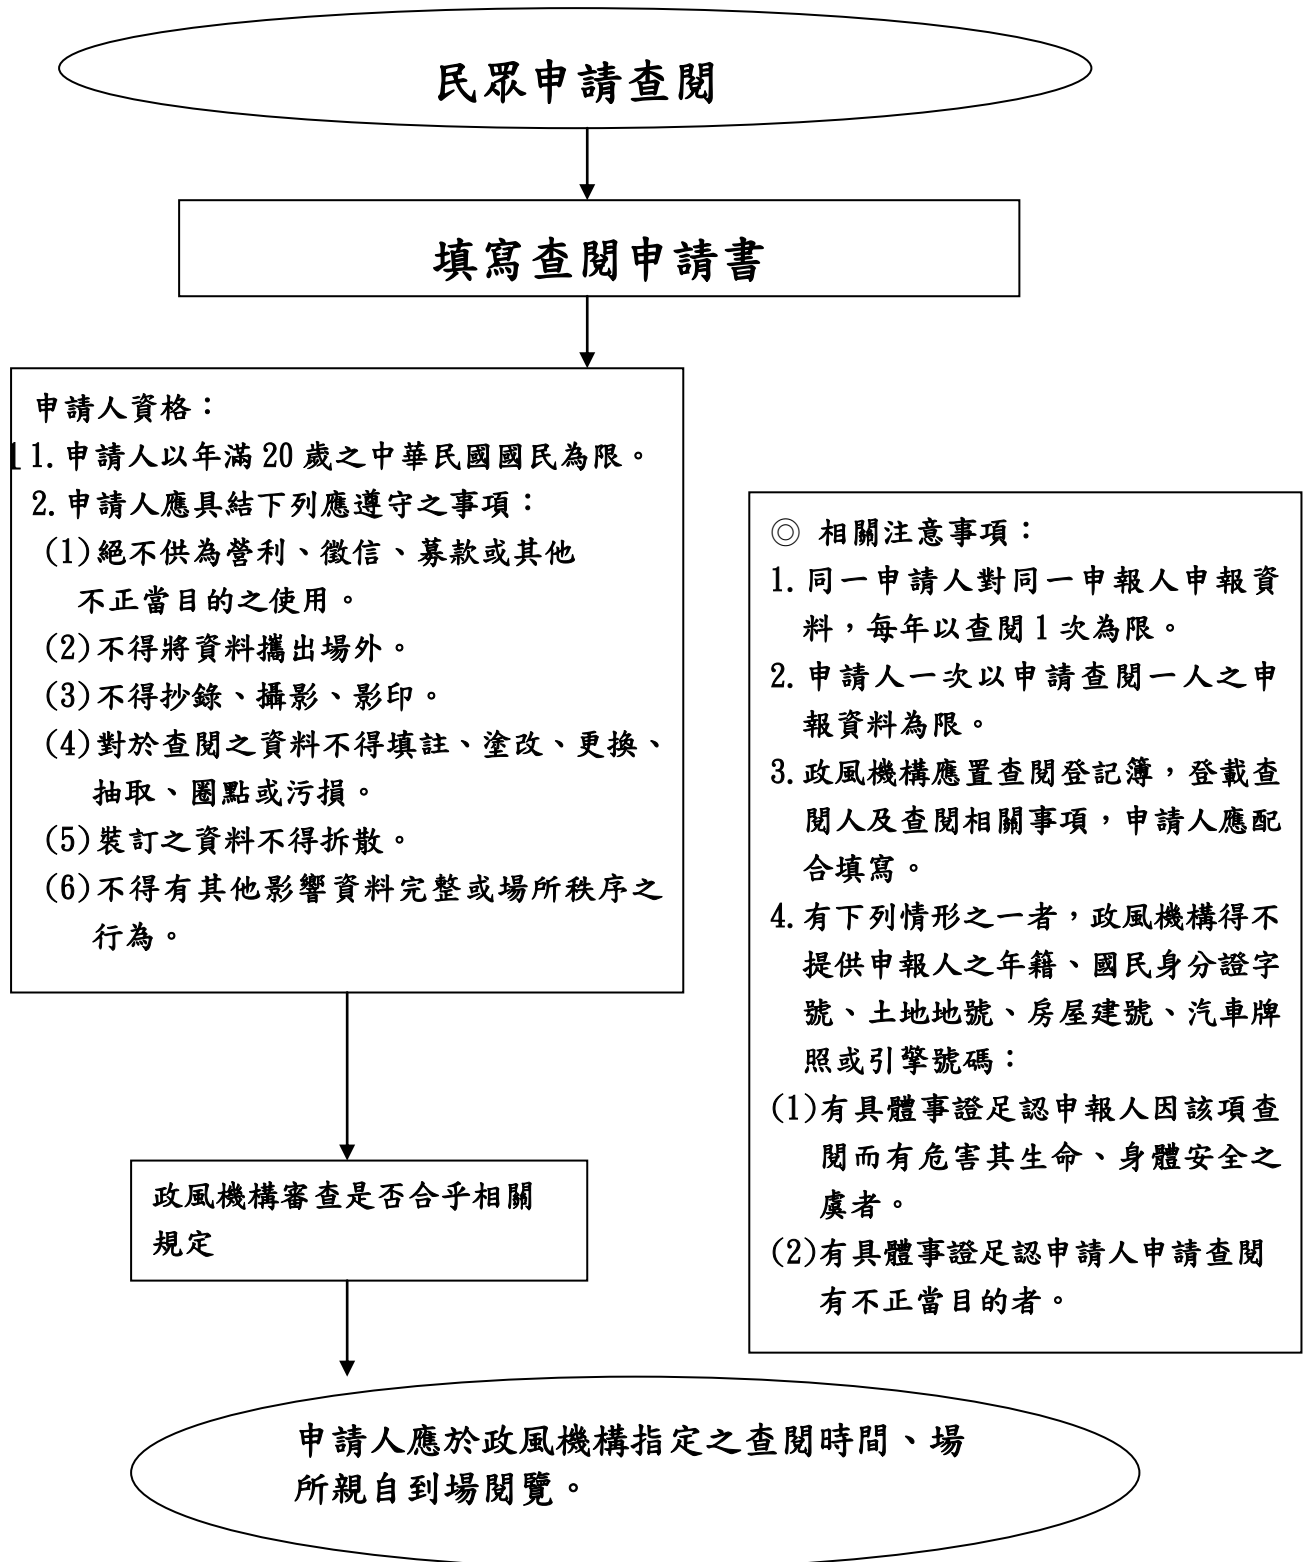 民眾申請查閱
填寫查閱申請書
申請人資格：
1 1.申請人以年滿 20 歲之中華民國國民為限。
2.申請人應具結下列應遵守之事項：
(1)絕不供為營利、徵信、募款或其他
不正當目的之使用。
(2)不得將資料攜出場外。
(3)不得抄錄、攝影、影印。
(4)對於查閱之資料不得填註、塗改、更換、
抽取、圈點或污損。
(5)裝訂之資料不得拆散。
(6)不得有其他影響資料完整或場所秩序之
行為。
◎ 相關注意事項：
1.同一申請人對同一申報人申報資
料，每年以查閱 1 次為限。
2.申請人一次以申請查閱一人之申
報資料為限。
3.政風機構應置查閱登記簿，登載查
閱人及查閱相關事項，申請人應配
合填寫。
4.有下列情形之一者，政風機構得不
提供申報人之年籍、國民身分證字
號、土地地號、房屋建號、汽車牌
照或引擎號碼：
(1)有具體事證足認申報人因該項查
閱而有危害其生命、身體安全之
虞者。
(2)有具體事證足認申請人申請查閱
有不正當目的者。
政風機構審查是否合乎相關
規定
申請人應於政風機構指定之查閱時間、場
所親自到場閱覽。